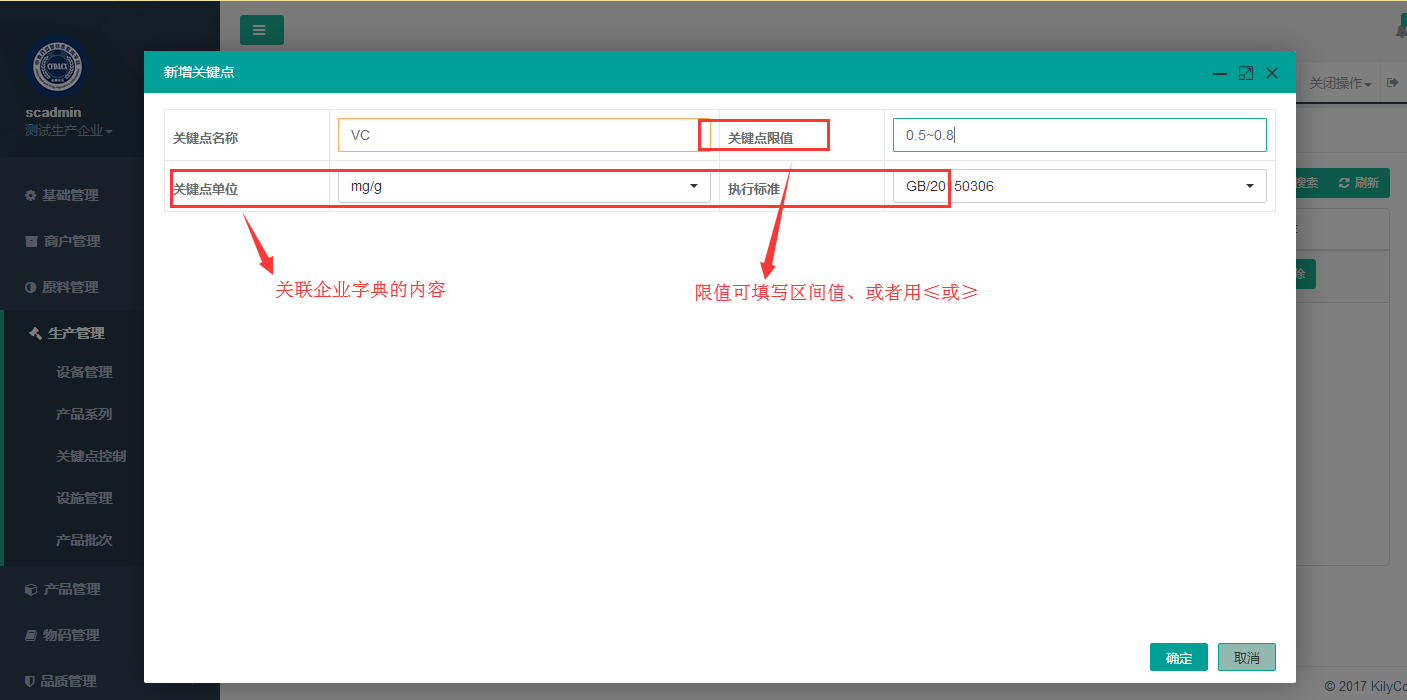 CFDACX
scadmin
测试生产企业
基础管理
商户管理
原料管理
生产管理
设备管理
产品系列
关键点控制
设施管理
产品批次
产品管理
物码管理
品质管理
关闭操作
搜索 刷新
除
新增关键点
关键点名称 VC 关键点限值 0.5~0.8
关键点单位 mg/g 执行标准 GB/20150306
关联企业字典的内容
限值可填写区间值、或者用≤或≥
确定 取消
© 2017 KilyCo